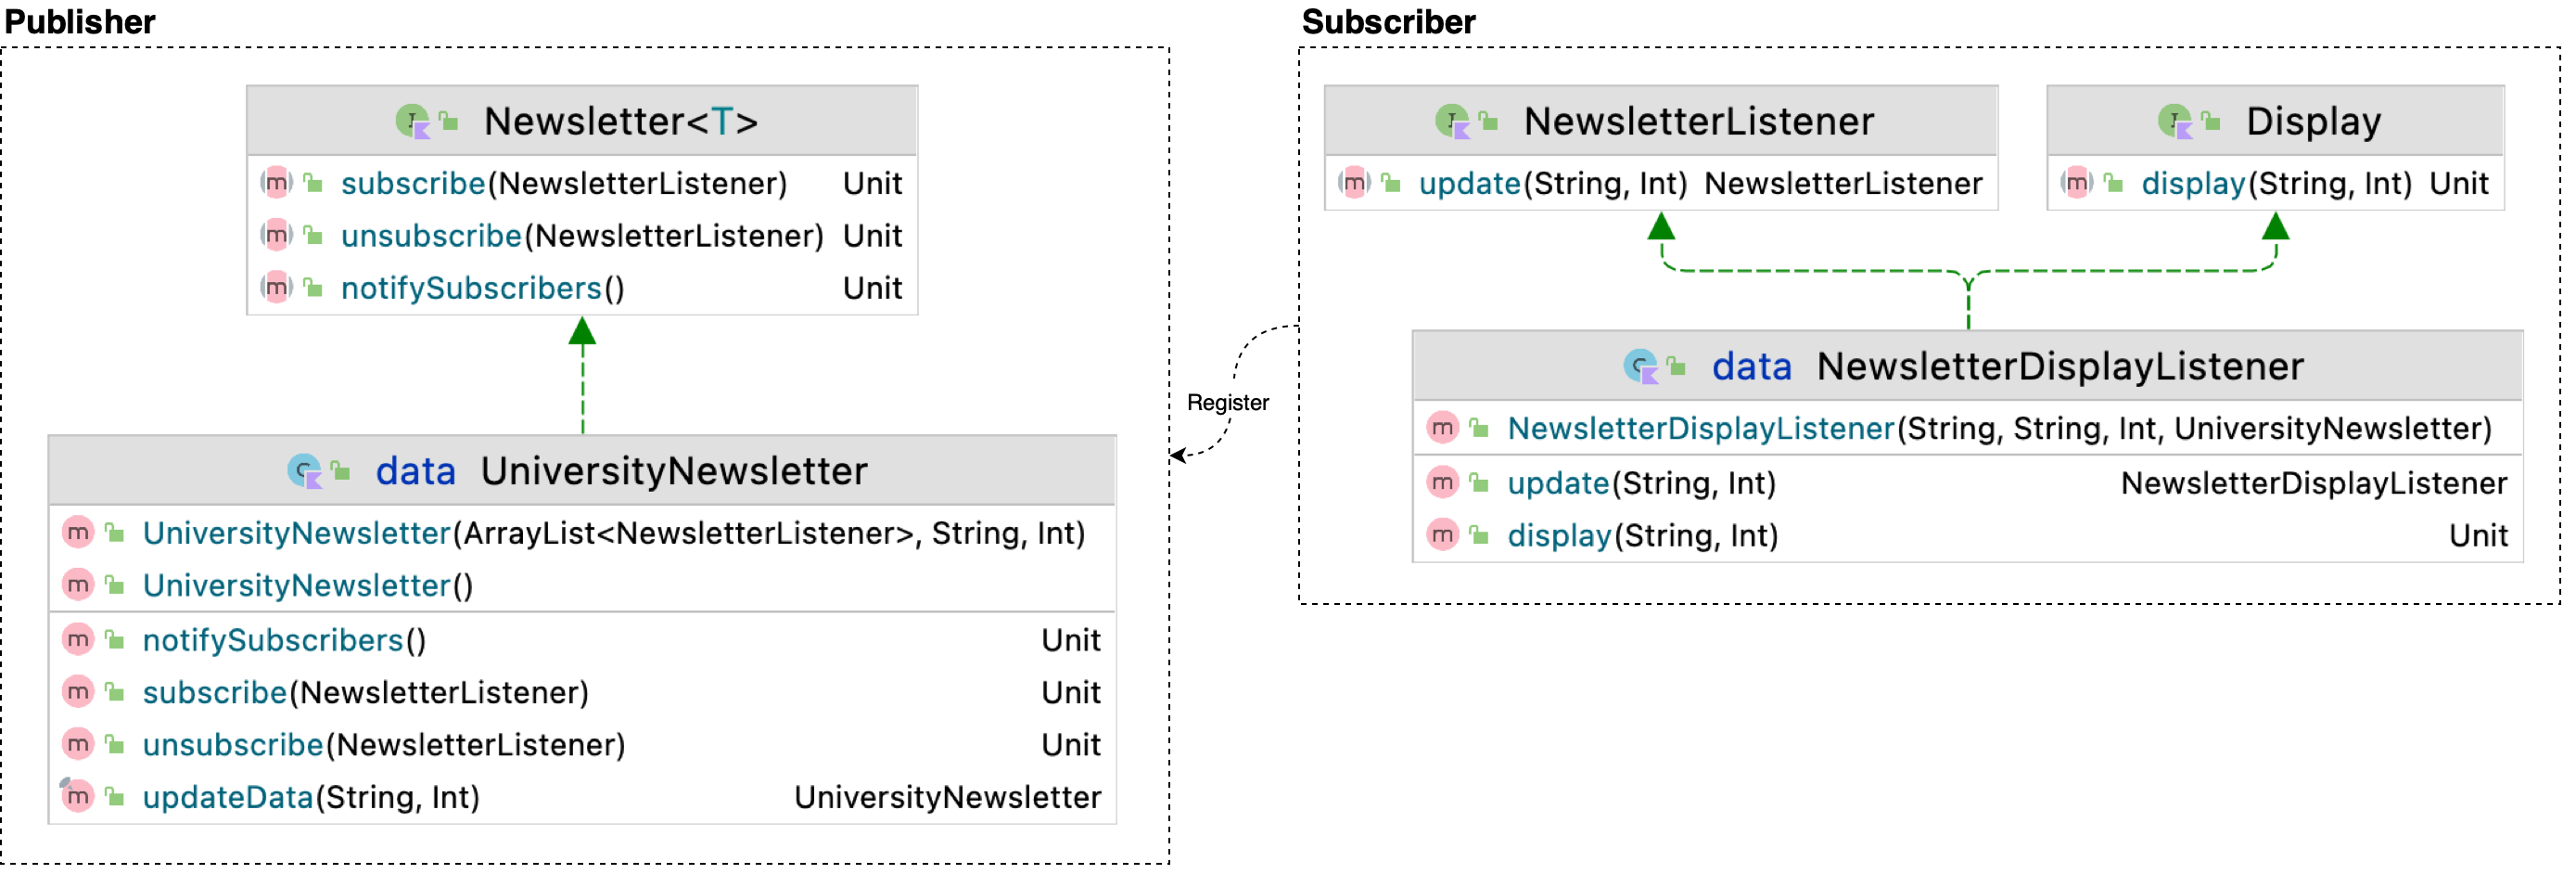 Publisher
Newsletter<T>
subscribe(NewsletterListener) Unit
unsubscribe(NewsletterListener) Unit
notifySubscribers() Unit
data UniversityNewsletter
UniversityNewsletter(ArrayList<NewsletterListener>, String, Int)
UniversityNewsletter()
notifySubscribers() Unit
subscribe(NewsletterListener) Unit
unsubscribe(NewsletterListener) Unit
updateData(String, Int) UniversityNewsletter
Register
Subscriber
NewsletterListener
update(String, Int) NewsletterListener
Display
display(String, Int) Unit
data NewsletterDisplayListener
NewsletterDisplayListener(String, String, Int, UniversityNewsletter)
update(String, Int) NewsletterDisplayListener
display(String, Int) Unit